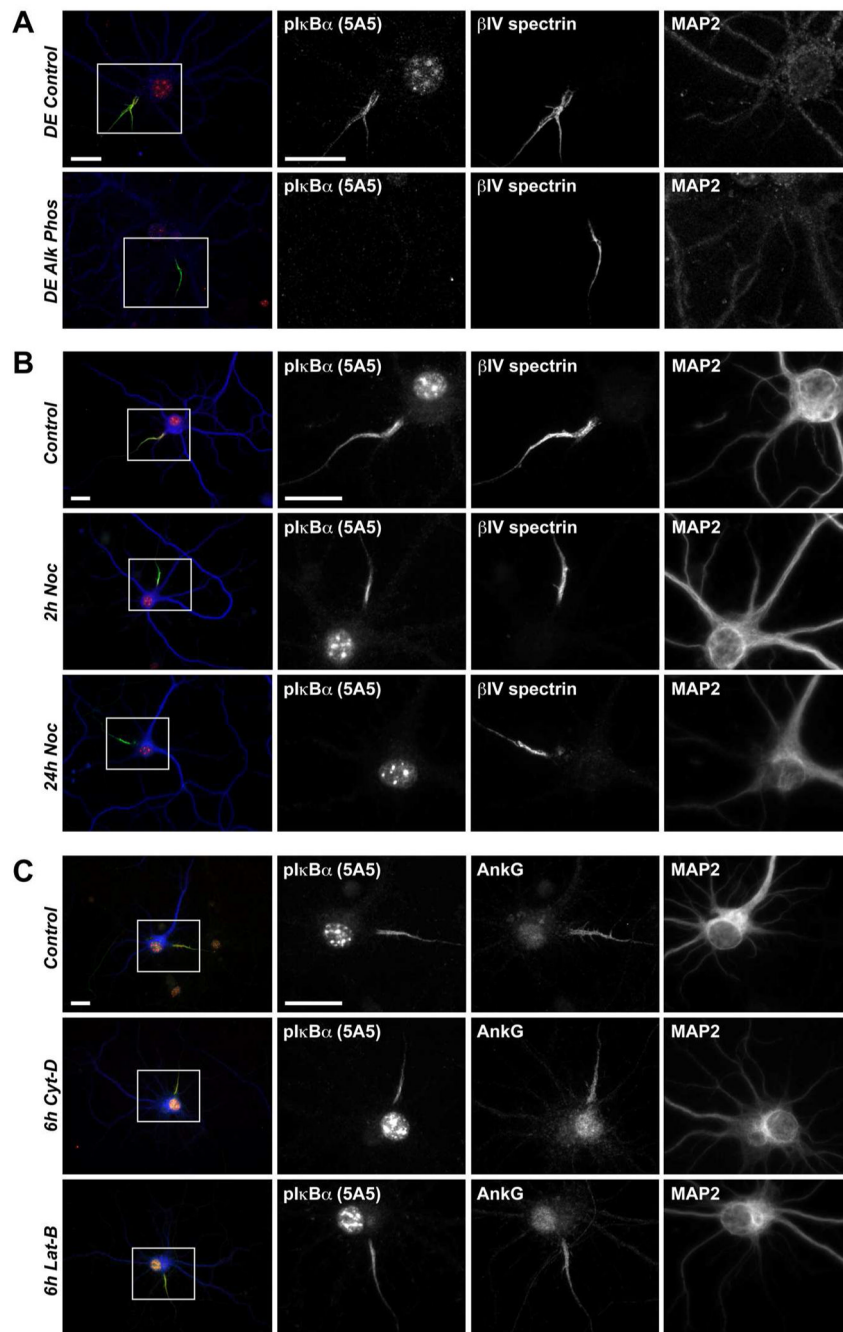 A
DE Control
pIκBα (5A5)
βIV spectrin
MAP2
DE Alk Phos
pIκBα (5A5)
βIV spectrin
MAP2
B
Control
pIκBα (5A5)
βIV spectrin
MAP2
2h Noc
pIκBα (5A5)
βIV spectrin
MAP2
24h Noc
pIκBα (5A5)
βIV spectrin
MAP2
C
Control
pIκBα (5A5)
AnkG
MAP2
6h Cyt-D
pIκBα (5A5)
AnkG
MAP2
6h Lat-B
pIκBα (5A5)
AnkG
MAP2